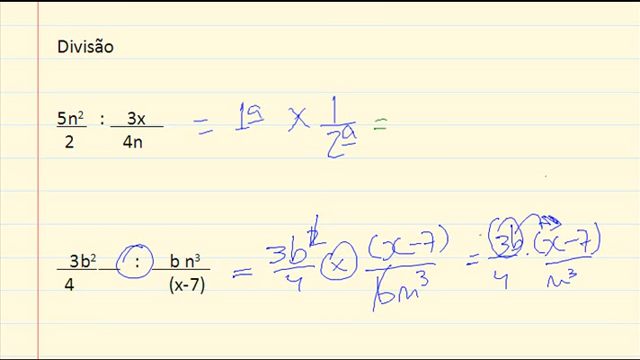 Divisão
5n² : 3x = 1ª × 1 =
2 4n 2ª
3b² : b n³ = 3b² × (x-7) = (3b) . (x-7)
4 (x-7) 4 bn³ 4 n³